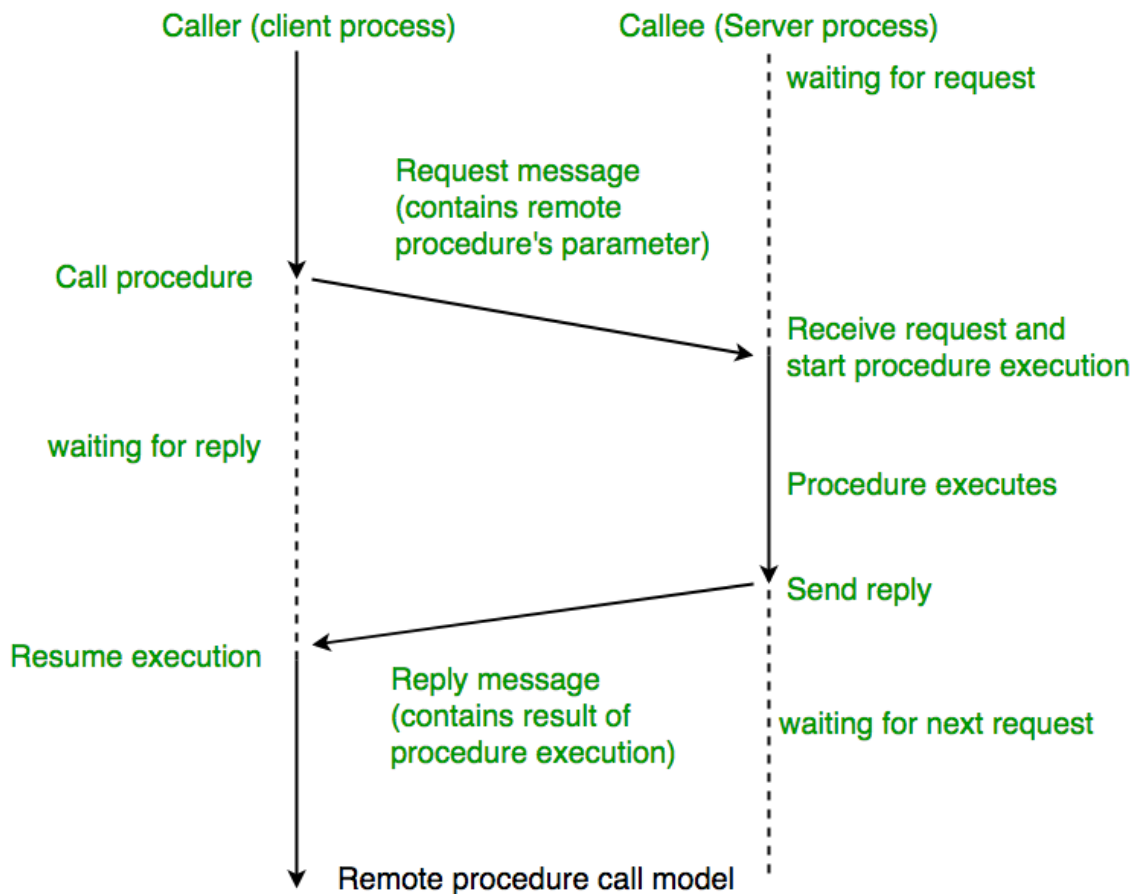 Caller (client process)
Callee (Server process)
waiting for request
Request message
(contains remote
procedure's parameter)
Call procedure
Receive request and
start procedure execution
waiting for reply
Procedure executes
Send reply
Resume execution
Reply message
(contains result of
procedure execution)
waiting for next request
Remote procedure call model